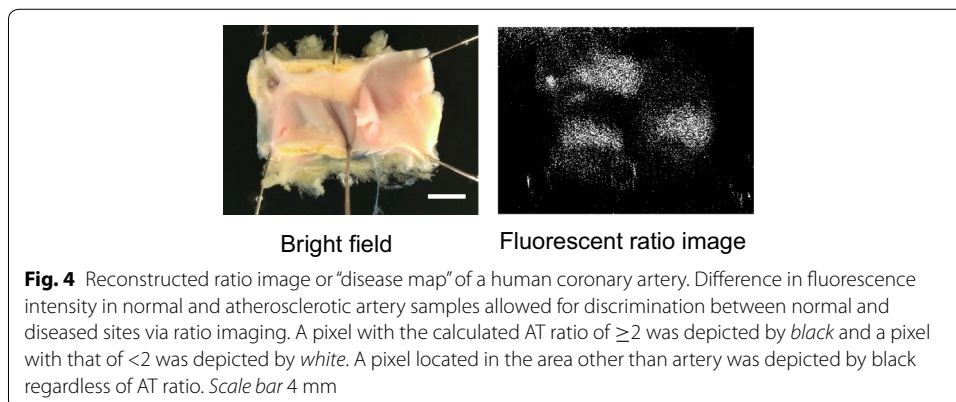 Bright field
Fluorescent ratio image
Fig. 4 Reconstructed ratio image or “disease map” of a human coronary artery. Difference in fluorescence
intensity in normal and atherosclerotic artery samples allowed for discrimination between normal and
diseased sites via ratio imaging. A pixel with the calculated AT ratio of ≥2 was depicted by black and a pixel
with that of <2 was depicted by white. A pixel located in the area other than artery was depicted by black
regardless of AT ratio. Scale bar 4 mm